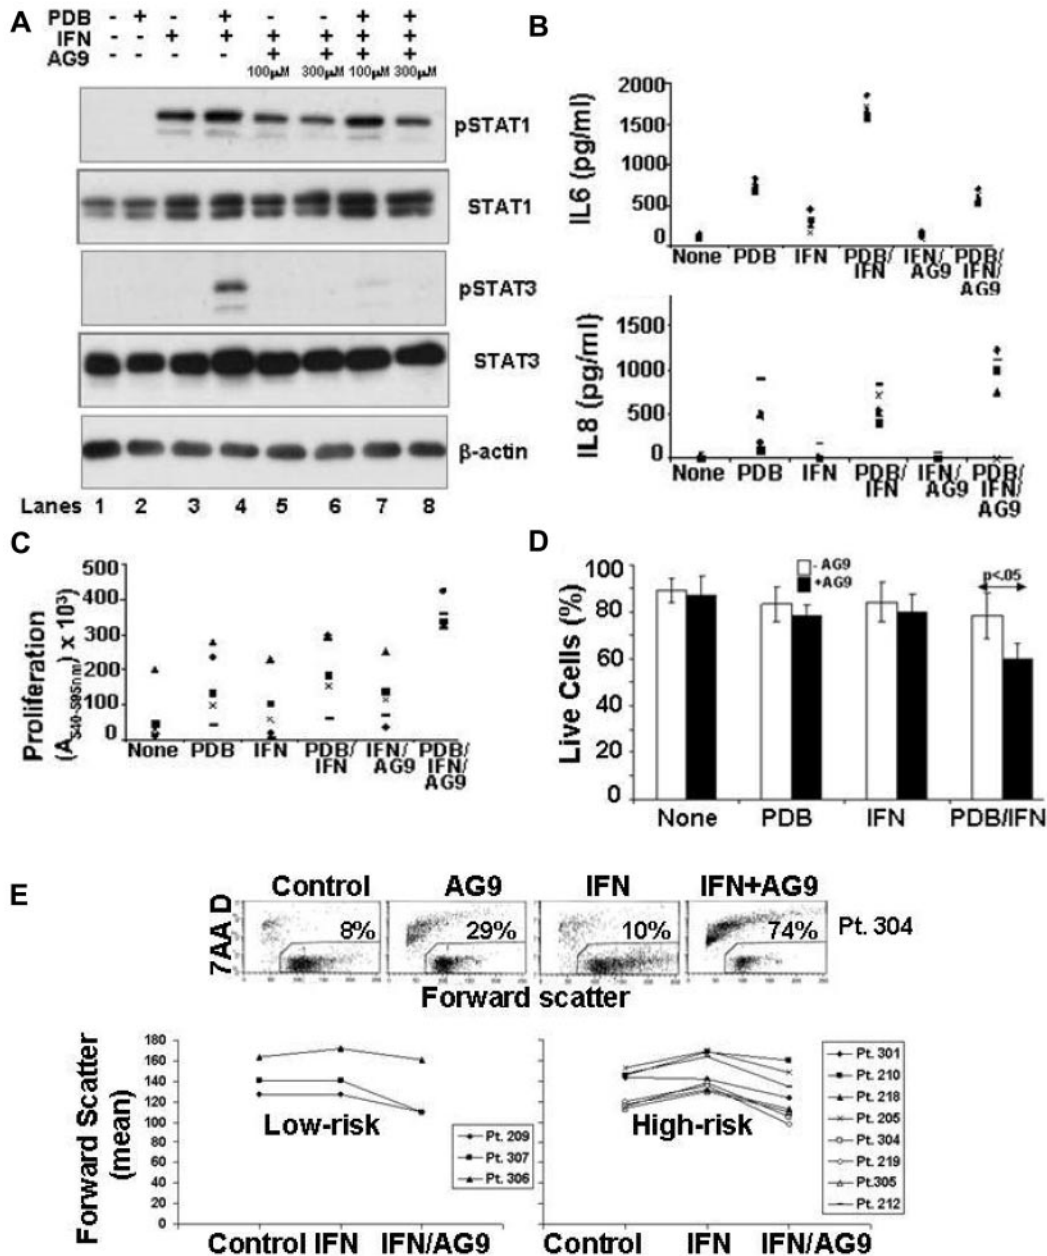 A
PDB - + - + - - + +
IFN - - + + + + + +
AG9 - - - - + + + +
100µM 300µM 100µM 300µM
pSTAT1
STAT1
pSTAT3
STAT3
β-actin
Lanes 1 2 3 4 5 6 7 8
B
IL6 (pg/ml)
2000
1500
1000
500
0
None PDB IFN PDB/ IFN/ PDB/
IFN AG9 IFN/
AG9
IL8 (pg/ml)
1500
1000
500
0
None PDB IFN PDB/ IFN/ PDB/
IFN AG9 IFN/
AG9
C
Proliferation
(A540-595nm) x 10³)
500
400
300
200
100
0
None PDB IFN PDB/ IFN/ PDB/
IFN AG9 IFN/
AG9
D
Live Cells (%)
100
80
60
40
20
0
- AG9
+AG9
p<.05
None PDB IFN PDB/IFN
E
Control AG9 IFN IFN+AG9
7AA D
8% 29% 10% 74%
Pt. 304
Forward scatter
Forward Scatter
(mean)
180
160
140
120
100
80
60
40
20
0
Low-risk
Pt. 209
Pt. 307
Pt. 306
Control IFN IFN/AG9
High-risk
Pt. 301
Pt. 210
Pt. 218
Pt. 205
Pt. 304
Pt. 219
Pt.305
Pt. 212
Control IFN IFN/AG9